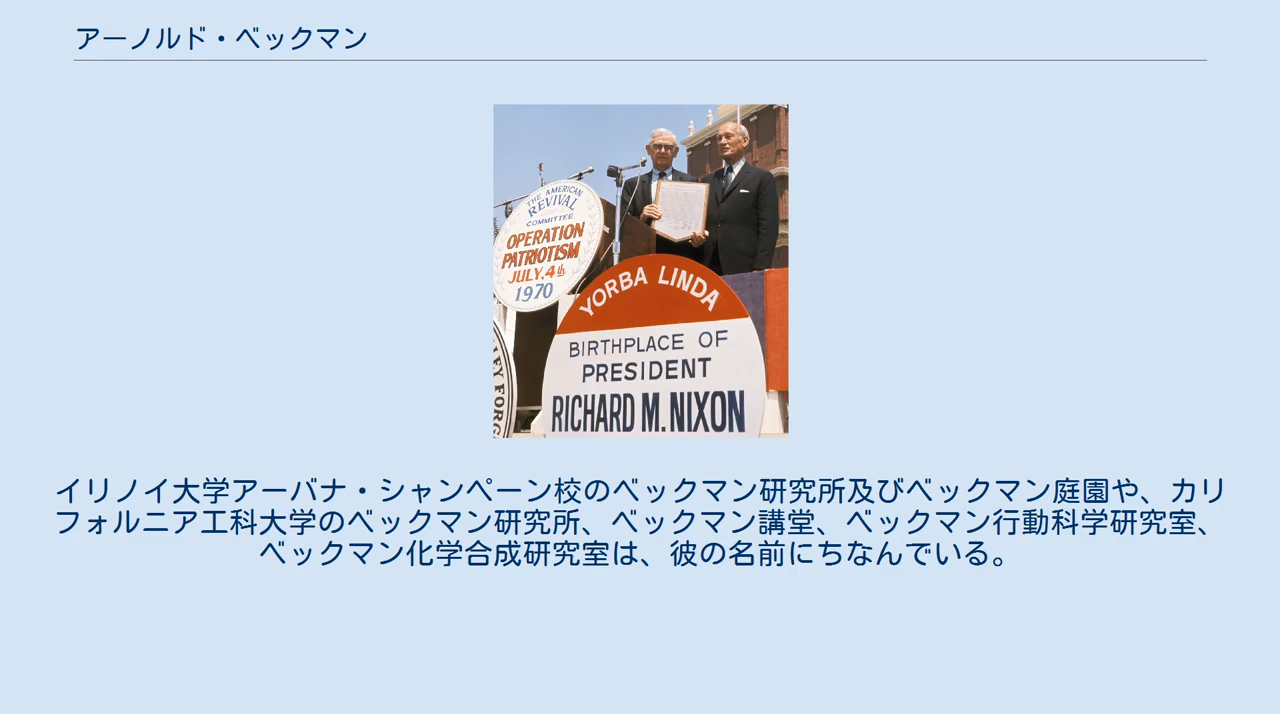 アーノルド・ベックマン
THE AMERICAN
REVIVAL
COMMITTEE
OPERATION
PATRIOTISM
JULY.4th
1970
YORBA LINDA
BIRTHPLACE OF
PRESIDENT
RICHARD M. NIXON
イリノイ大学アーバナ・シャンペーン校のベックマン研究所及びベックマン庭園や、カリ
フォルニア工科大学のベックマン研究所、ベックマン講堂、ベックマン行動科学研究室、
ベックマン化学合成研究室は、彼の名前にちなんでいる。